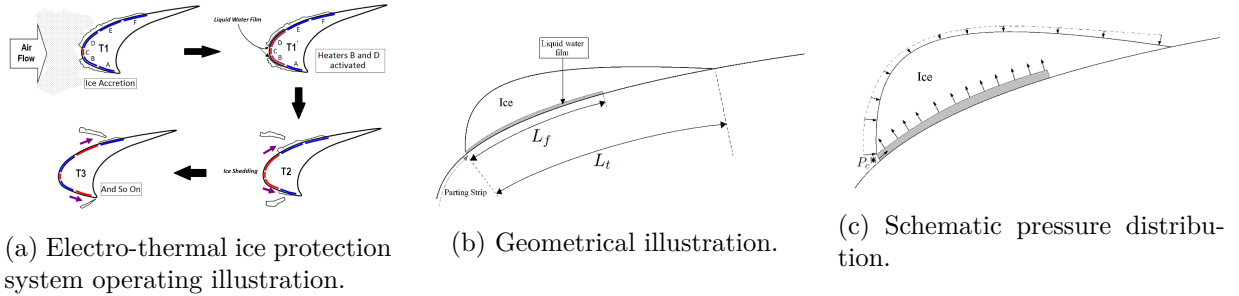 Air
Flow
T1
A
B
C
D
E
F
Ice Accretion
Liquid Water Film
T1'
A
B
C
D
E
F
Heaters B and D
activated
T3
And So On
Ice Shedding
T2
(a) Electro-thermal ice protection
system operating illustration.
Liquid water
film
Ice
L_f
L_t
Parting Strip
(b) Geometrical illustration.
Ice
P_c
(c) Schematic pressure distribu-
tion.